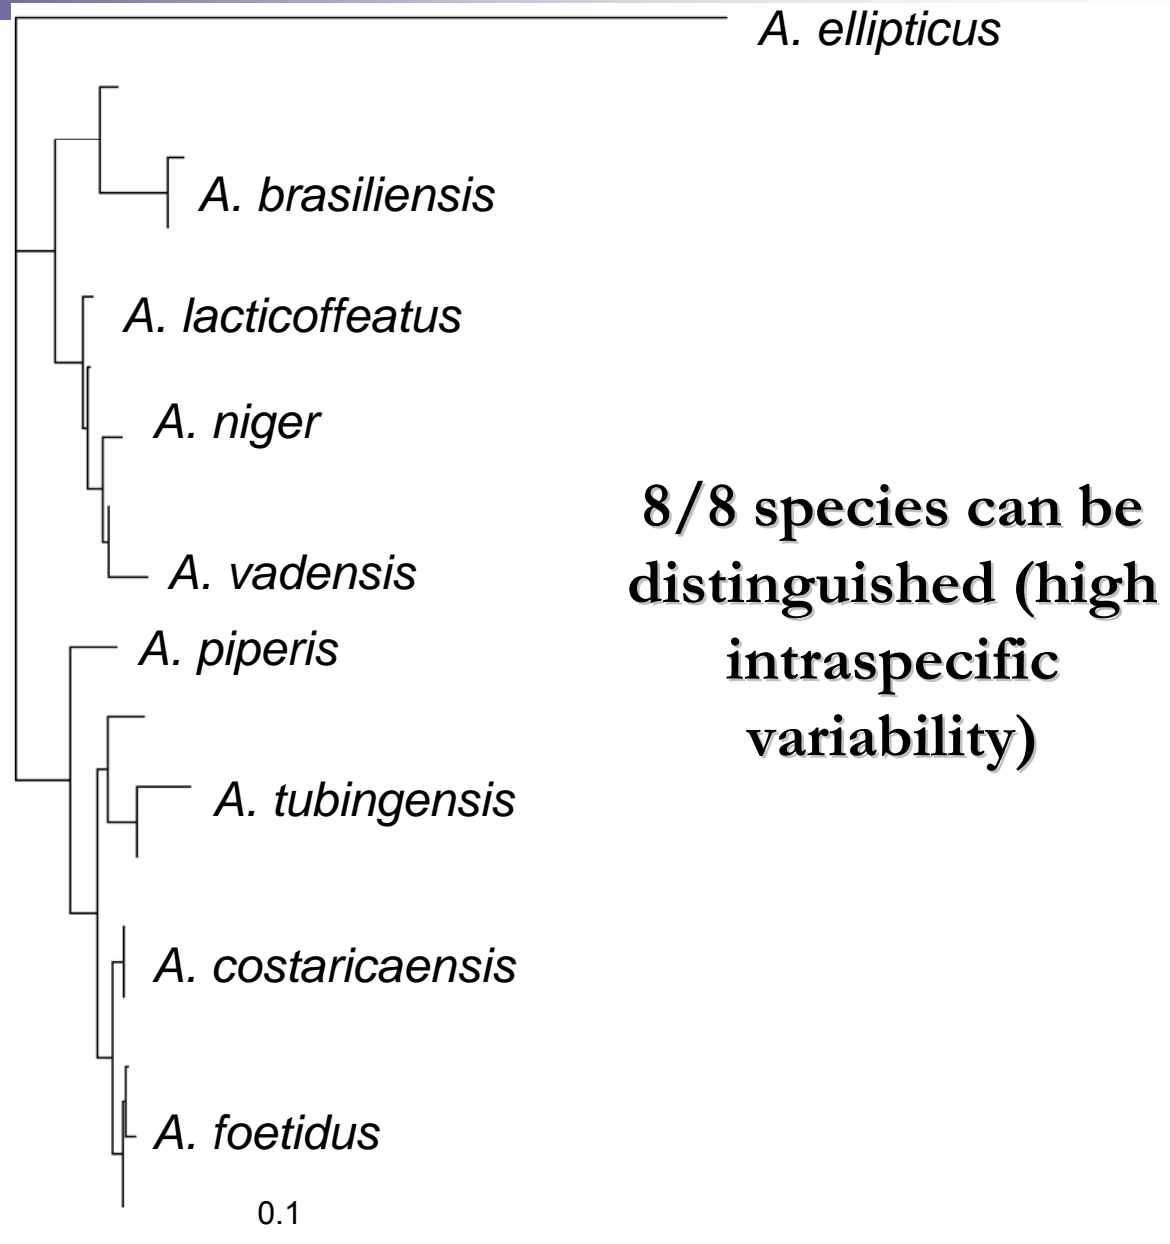 A. ellipticus
A. brasiliensis
A. lacticoffeatus
A. niger
A. vadensis
A. piperis
A. tubingensis
A. costaricaensis
A. foetidus
0.1
8/8 species can be
distinguished (high
intraspecific
variability)